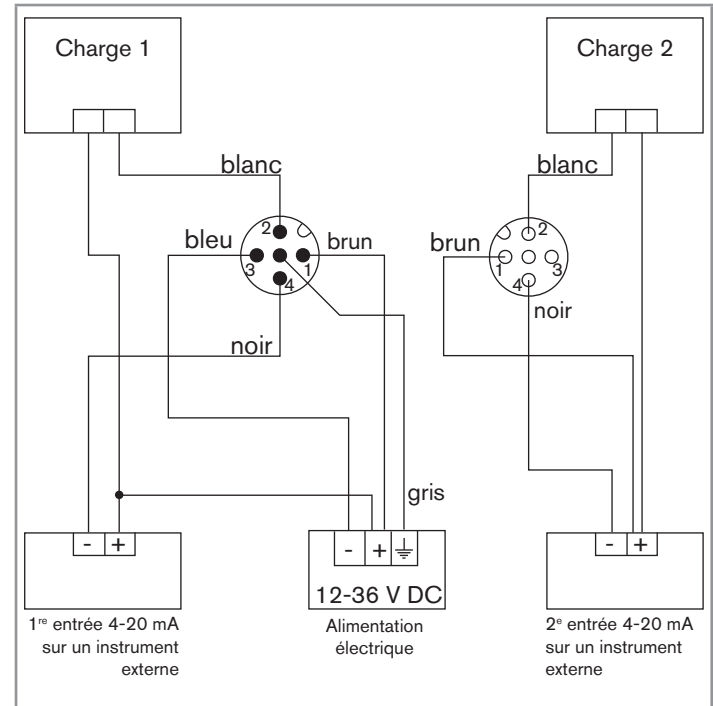 Charge 1
Charge 2
blanc
blanc
2
2
bleu
brun
brun
3
1
1
3
4
4
noir
noir
gris
- +
- +
- +
12-36 V DC
1re entrée 4-20 mA
sur un instrument
externe
Alimentation
électrique
2e entrée 4-20 mA
sur un instrument
externe